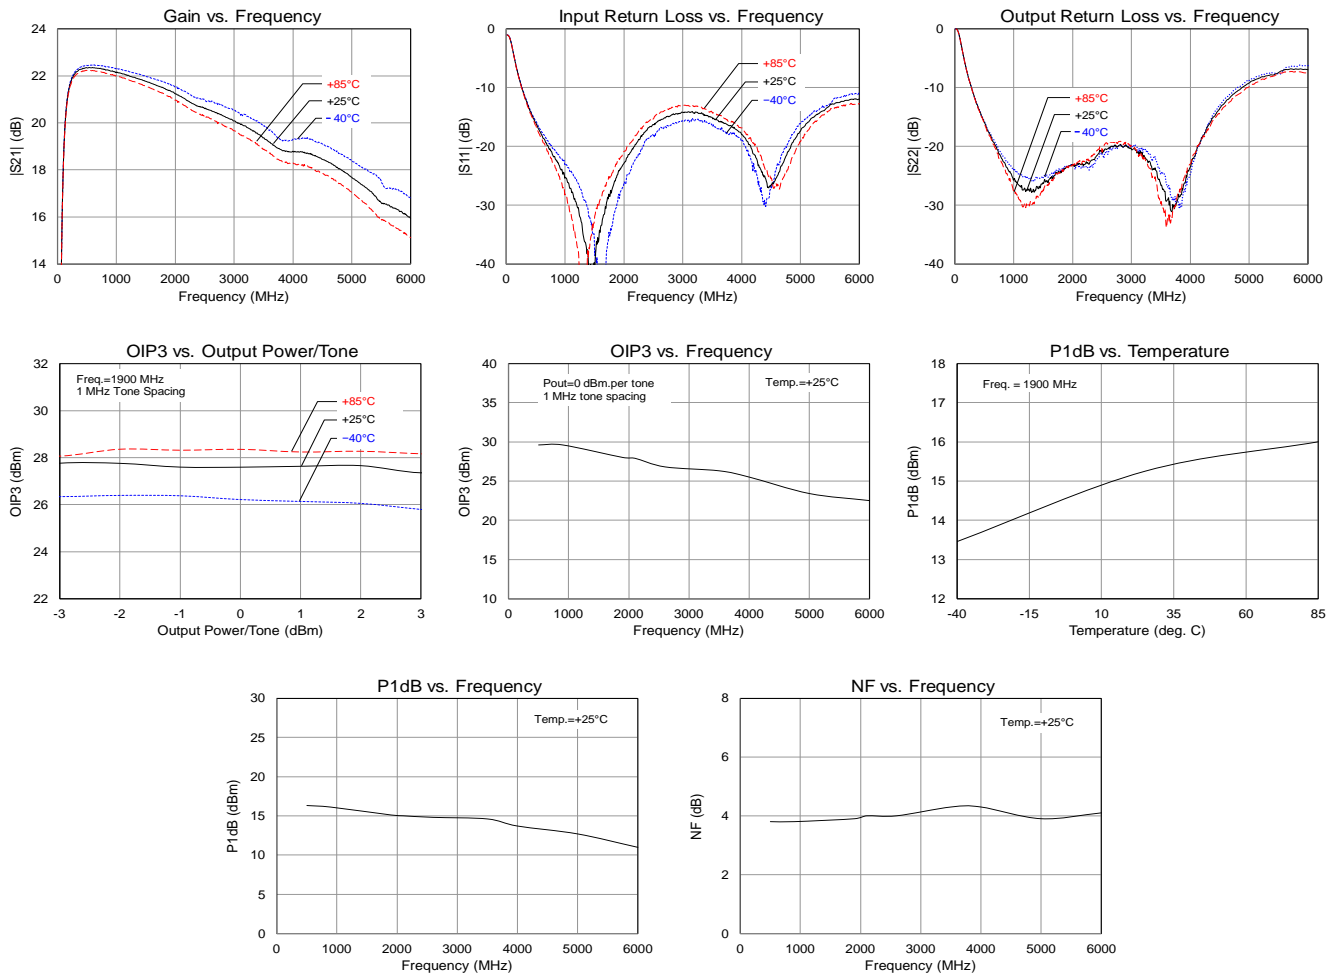 Gain vs. Frequency
24
22
20
18
16
14
|S21| (dB)
+85°C
+25°C
−40°C
0 1000 2000 3000 4000 5000 6000
Frequency (MHz)
Input Return Loss vs. Frequency
0
-10
-20
-30
-40
|S11| (dB)
+85°C
+25°C
−40°C
0 1000 2000 3000 4000 5000 6000
Frequency (MHz)
Output Return Loss vs. Frequency
0
-10
-20
-30
-40
|S22| (dB)
+85°C
+25°C
−40°C
0 1000 2000 3000 4000 5000 6000
Frequency (MHz)
OIP3 vs. Output Power/Tone
32
30
28
26
24
22
OIP3 (dBm)
Freq.=1900 MHz
1 MHz Tone Spacing
+85°C
+25°C
−40°C
-3 -2 -1 0 1 2 3
Output Power/Tone (dBm)
OIP3 vs. Frequency
40
35
30
25
20
15
10
OIP3 (dBm)
Pout=0 dBm.per tone
1 MHz tone spacing
Temp.=+25°C
0 1000 2000 3000 4000 5000 6000
Frequency (MHz)
P1dB vs. Temperature
18
17
16
15
14
13
12
P1dB (dBm)
Freq. = 1900 MHz
-40 -15 10 35 60 85
Temperature (deg. C)
P1dB vs. Frequency
30
25
20
15
10
5
0
P1dB (dBm)
Temp.=+25°C
0 1000 2000 3000 4000 5000 6000
Frequency (MHz)
NF vs. Frequency
8
6
4
2
0
NF (dB)
Temp.=+25°C
0 1000 2000 3000 4000 5000 6000
Frequency (MHz)